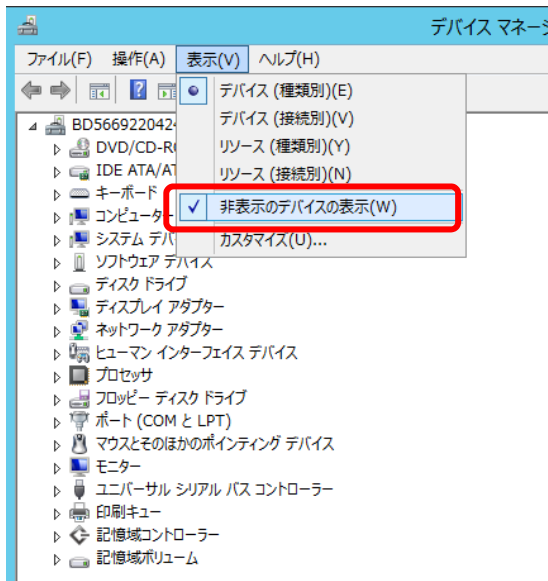 デバイス マネージ
ファイル(F) 操作(A) 表示(V) ヘルプ(H)
デバイス (種類別)(E)
デバイス (接続別)(V)
リソース (種類別)(Y)
リソース (接続別)(N)
非表示のデバイスの表示(W)
カスタマイズ(U)...
BD566922042
DVD/CD-R
IDE ATA/AT
キーボード
コンピューター
システム デバ
ソフトウェア デバイス
ディスク ドライブ
ディスプレイ アダプター
ネットワーク アダプター
ヒューマン インターフェイス デバイス
プロセッサ
フロッピー ディスク ドライブ
ポート (COM と LPT)
マウスとそのほかのポインティング デバイス
モニター
ユニバーサル シリアル バス コントローラー
印刷キュー
記憶域コントローラー
記憶域ボリューム